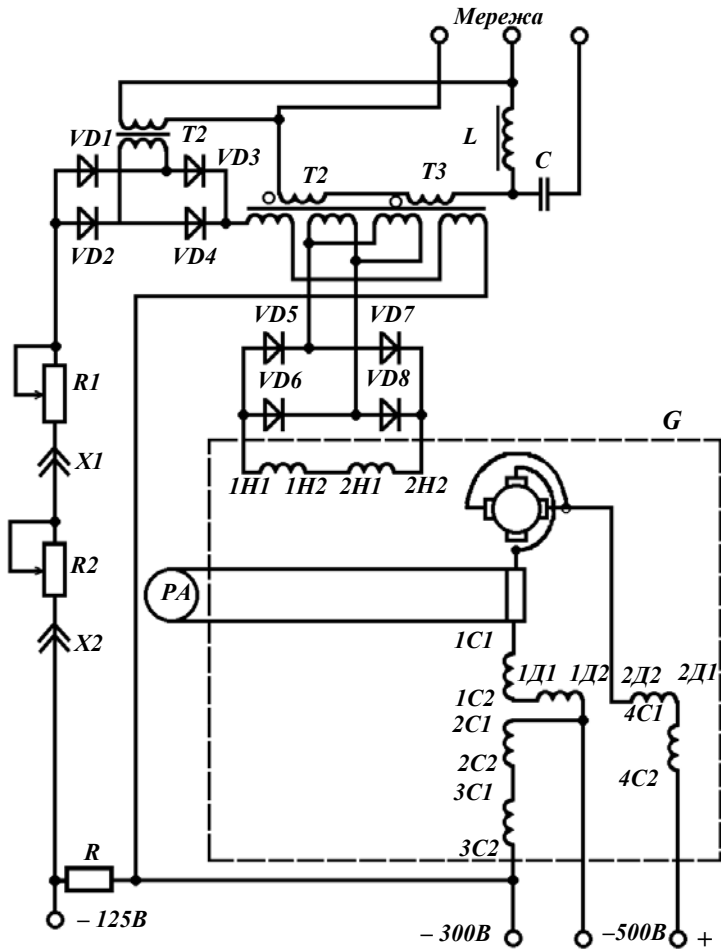 Мережа
L
VD1
T2
VD3
C
T2
T3
VD2
VD4
VD5
VD7
R1
VD6
VD8
G
X1
1Н1
1Н2
2Н1
2Н2
R2
PA
X2
1С1
1Д1
1Д2
2Д2
2Д1
1С2
4С1
2С1
2С2
4С2
3С1
R
3С2
– 125В
– 300В
–500В
+